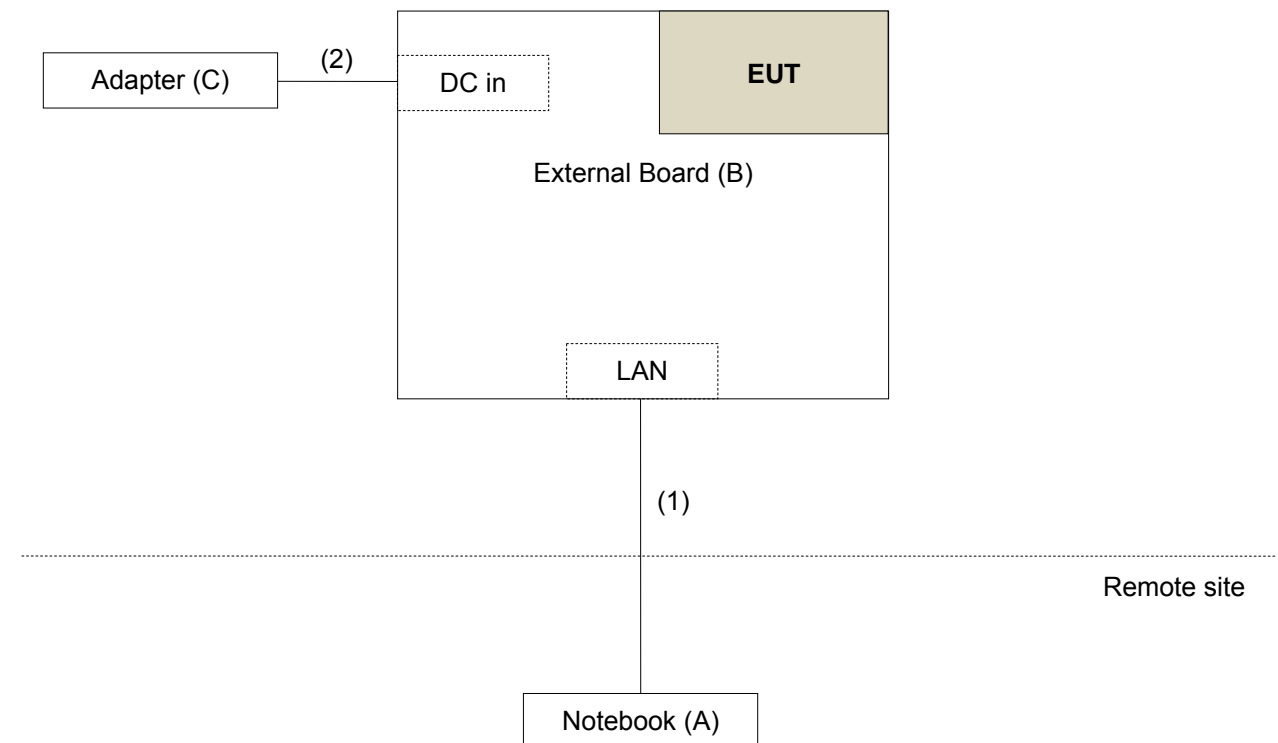 (2)
Adapter (C)
DC in
EUT
External Board (B)
LAN
(1)
Remote site
Notebook (A)